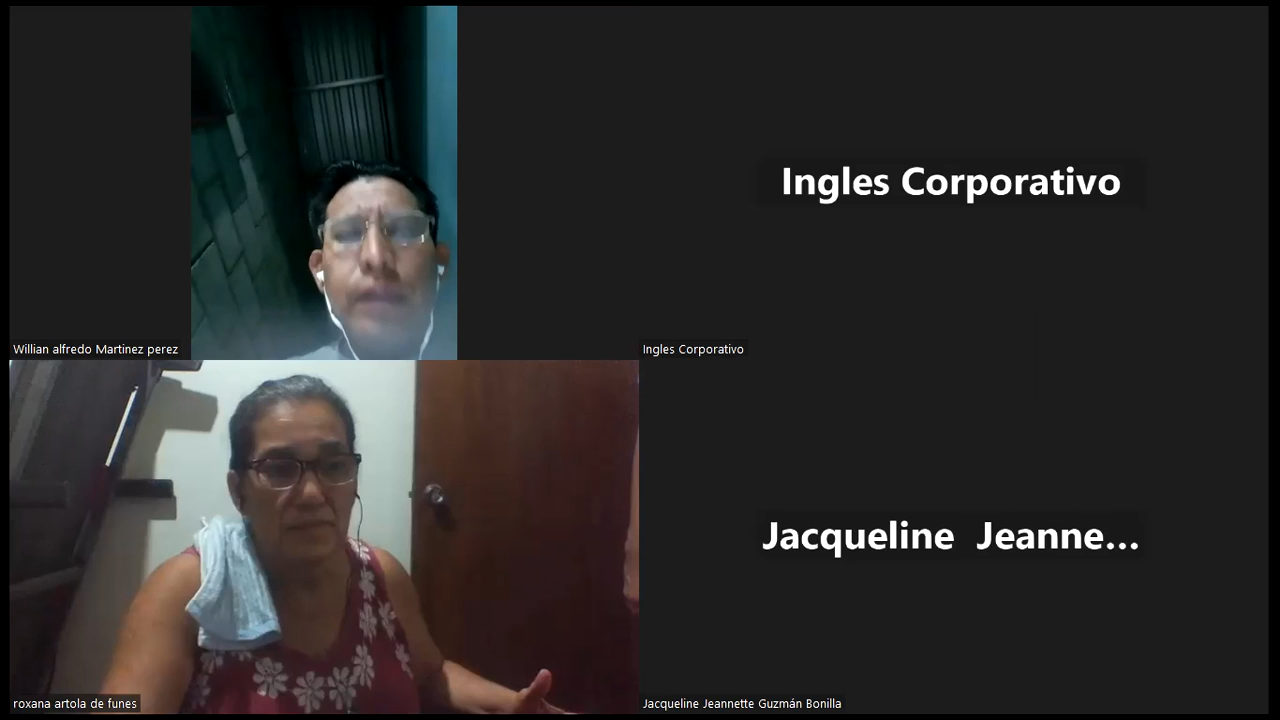 Ingles Corporativo
Willian alfredo Martinez perez
Ingles Corporativo
Jacqueline Jeanne...
roxana artola de funes
Jacqueline Jeannette Guzmán Bonilla